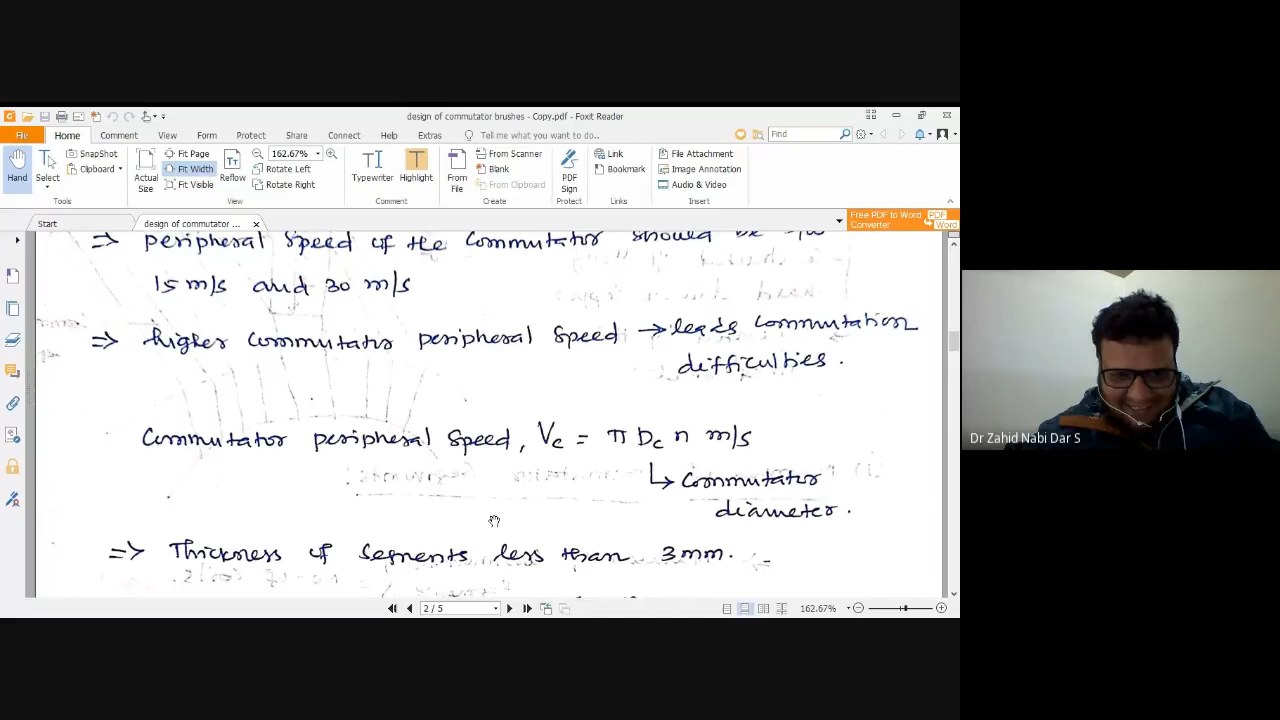 design of commutator brushes - Copy.pdf - Foxit Reader
File Home Comment View Form Protect Share Connect Help Extras Tell me what you want to do.. Find
Hand Select SnapShot Clipboard Actual Size Fit Page Fit Width Fit Visible Reflow 162.67% Rotate Left Rotate Right Typewriter Highlight From File From Scanner Blank From Clipboard PDF Sign Link Bookmark File Attachment Image Annotation Audio & Video
Tools View Comment Create Protect Links Insert
Start design of commutator ... Free PDF to Word Converter PDF Word
⇒ peripheral speed of the commutator should be
15 m/s and 30 m/s
⇒ higher commutator peripheral speed → leads commutation
difficulties.
Commutator peripheral speed, Vc = π Dc n m/s
↳ commutator
diameter.
⇒ Thickness of segments less than 3mm.
2 / 5 162.67%
Dr Zahid Nabi Dar S